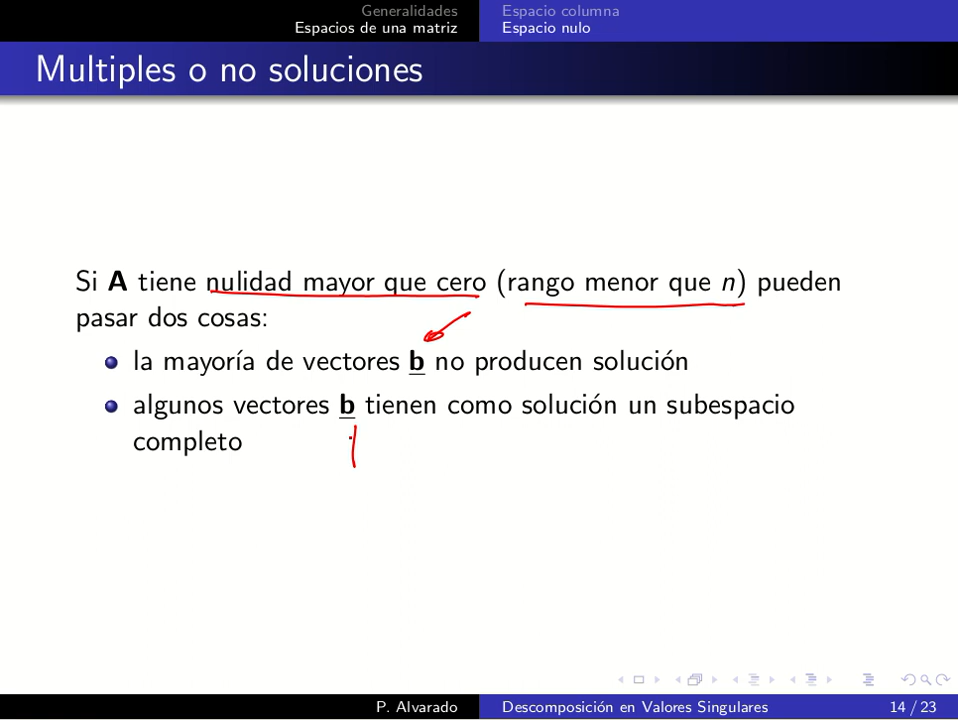 Generalidades
Espacios de una matriz
Espacio columna
Espacio nulo
Multiples o no soluciones
Si A tiene nulidad mayor que cero (rango menor que n) pueden
pasar dos cosas:
la mayoría de vectores b no producen solución
algunos vectores b tienen como solución un subespacio
completo
P. Alvarado
Descomposición en Valores Singulares
14 / 23